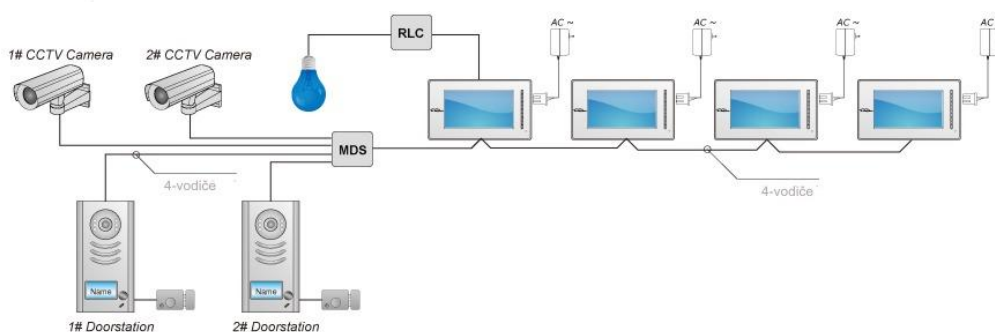 AC ~
AC ~
AC ~
AC
RLC
1# CCTV Camera
2# CCTV Camera
MDS
4-vodiče
4-vodiče
Name
Name
1# Doorstation
2# Doorstation